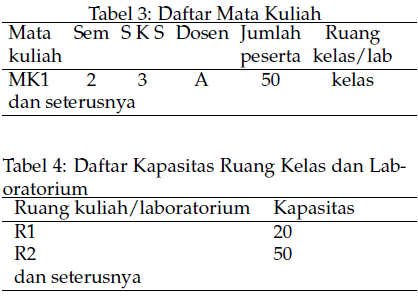 Tabel 3: Daftar Mata Kuliah
Mata Sem S K S Dosen Jumlah Ruang
kuliah peserta kelas/lab
MK1 2 3 A 50 kelas
dan seterusnya
Tabel 4: Daftar Kapasitas Ruang Kelas dan Lab-
oratorium
Ruang kuliah/laboratorium Kapasitas
R1 20
R2 50
dan seterusnya